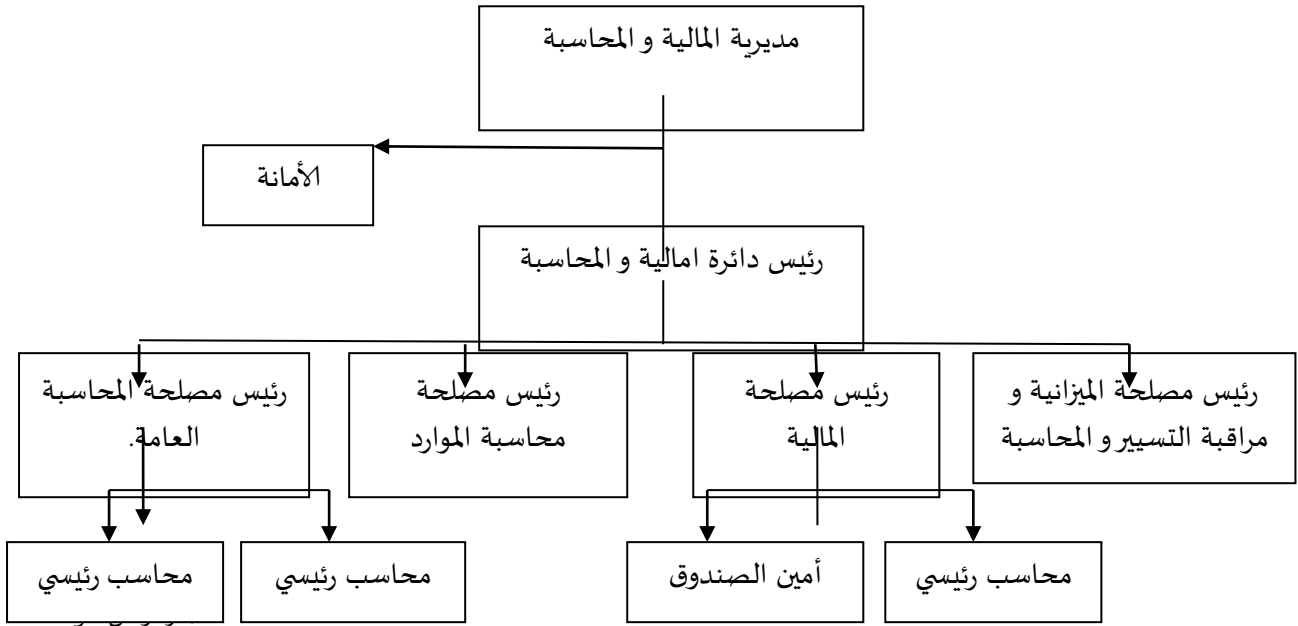 مديرية المالية و المحاسبة
الأمانة
رئيس دائرة امالية و المحاسبة
رئيس مصلحة الميزانية و
مراقبة التسيير و المحاسبة
رئيس مصلحة
المالية
رئيس مصلحة
محاسبة الموارد
رئيس مصلحة المحاسبة
العامة.
محاسب رئيسي
أمين الصندوق
محاسب رئيسي
محاسب رئيسي